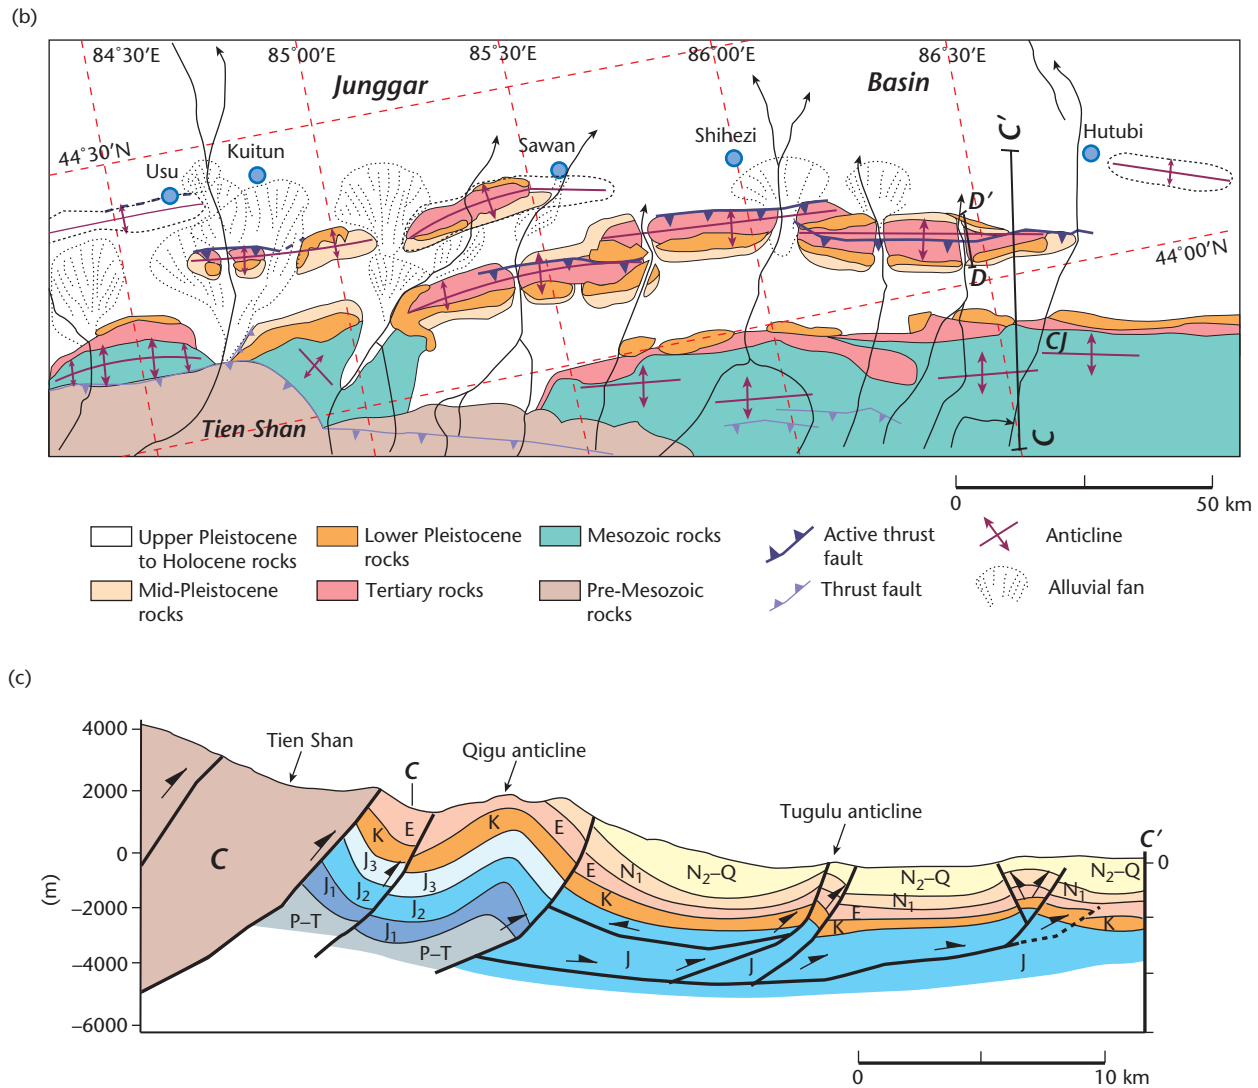 (b)
84°30′E
85°00′E
85°30′E
86°00′E
86°30′E
Junggar
Basin
C′
44°30′N
Usu
Kuitun
Sawan
Shihezi
Hutubi
D′
D
44°00′N
CJ
Tien Shan
C
0
50 km
Upper Pleistocene
to Holocene rocks
Lower Pleistocene
rocks
Mesozoic rocks
Active thrust
fault
Anticline
Mid-Pleistocene
rocks
Tertiary rocks
Pre-Mesozoic
rocks
Thrust fault
Alluvial fan
(c)
4000
2000
0
–2000
–4000
–6000
(m)
Tien Shan
C
Qigu anticline
Tugulu anticline
C′
0
C
K
E
K
E
J3
J3
J1
J2
J2
J1
P–T
P–T
E
N1
K
N2–Q
N2–Q
N1
E
K
N1
K
J
J
J
0
10 km